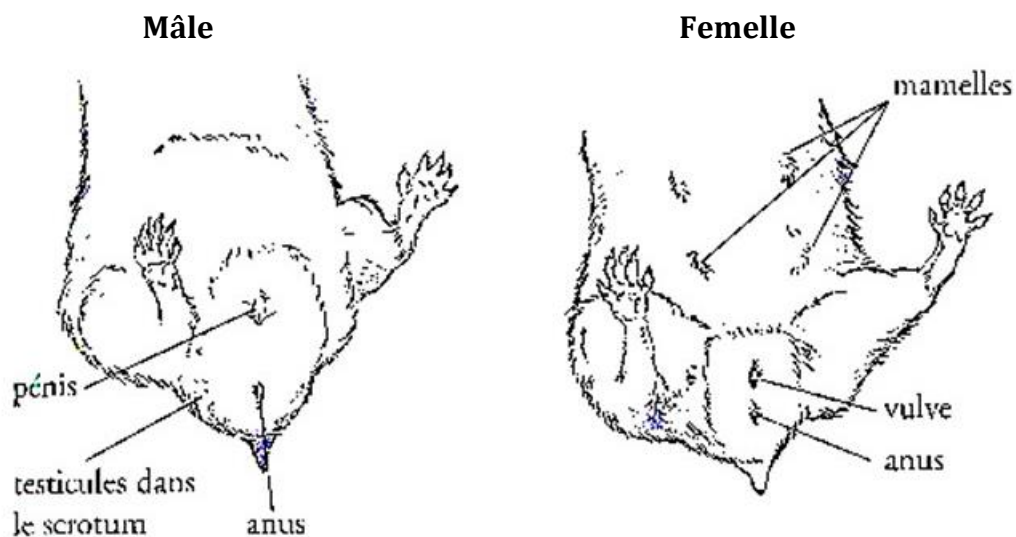 Mâle
Femelle
mamelles
pénis
testicules dans
le scrotum
anus
vulve
anus